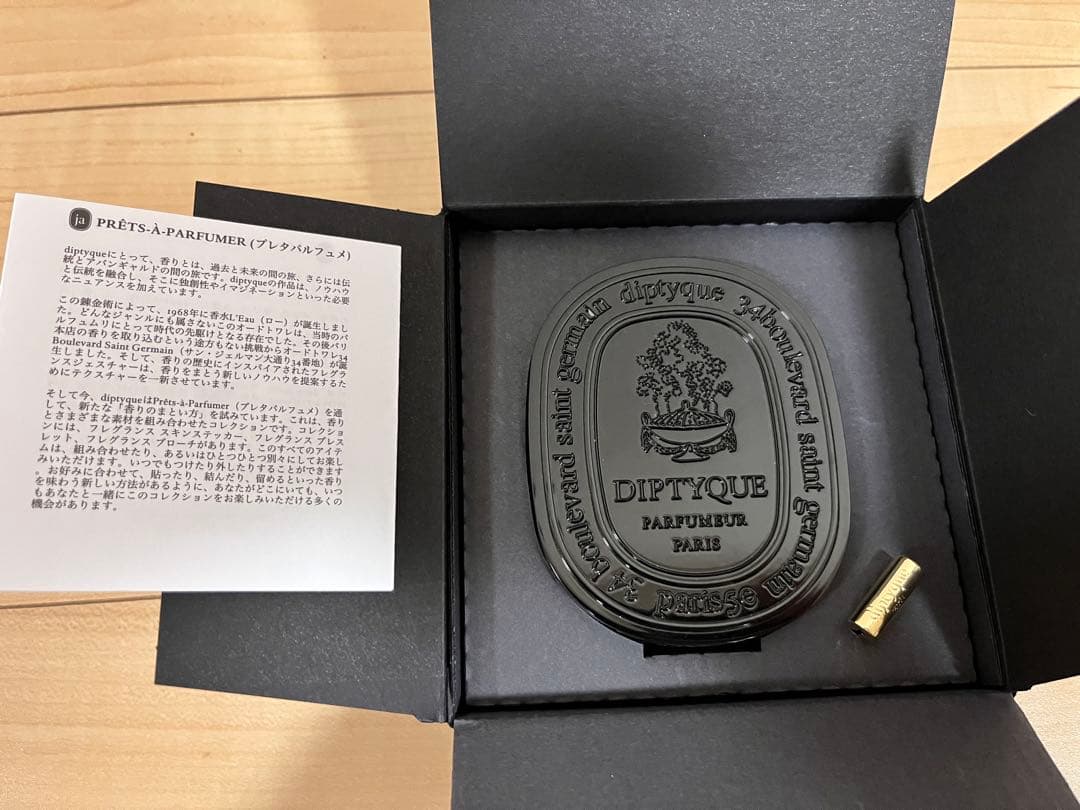 ja PRÊTS-À-PARFUMER (プレタパルフュメ)
diptyqueにとって、香りとは、過去と未来の間の旅、さらには伝
統とアバンギャルドの間の旅です。diptyqueの作品は、ノウハウ
と伝統を融合し、そこに独創性やイマジネーションといった必要
なニュアンスを加えています。
この錬金術によって、1968年に香水L'Eau（ロー）が誕生しまし
た。どんなジャンルにも属さないこのオードトワレは、当時のパ
ルフュムリにとって時代の先駆けとなる存在でした。その後パリ
本店の香りを取り込むという途方もない挑戦からオードトワレ34
Boulevard Saint Germain（サン・ジェルマン大通り34番地）が誕
生しました。そして、香りの歴史にインスパイアされたフレグラ
ンスジェスチャーは、香りをまとう新しいノウハウを提案するた
めにテクスチャーを一新させています。
そして今、diptyqueはPrêts-à-Parfumer（プレタパルフュメ）を通
して、新たな「香りのまとい方」を試みています。これは、香り
とさまざまな素材を組み合わせたコレクションです。コレクショ
ンには、フレグランス スキンステッカー、フレグランス ブレス
レット、フレグランス ブローチがあります。このすべてのアイテ
ムは、組み合わせたり、あるいはひとつひとつ別々にしてお楽し
みいただけます。いつでもつけたり外したりすることができます
。お好みに合わせて、貼ったり、結んだり、留めるといった香り
を味わう新しい方法があるように、あなたがどこにいても、いつ
もあなたと一緒にこのコレクションをお楽しみいただける多くの
機会があります。
34 boulevard saint germain diptyque 34 boulevard saint germain paris5e
DIPTYQUE
PARFUMEUR
PARIS
diptyque